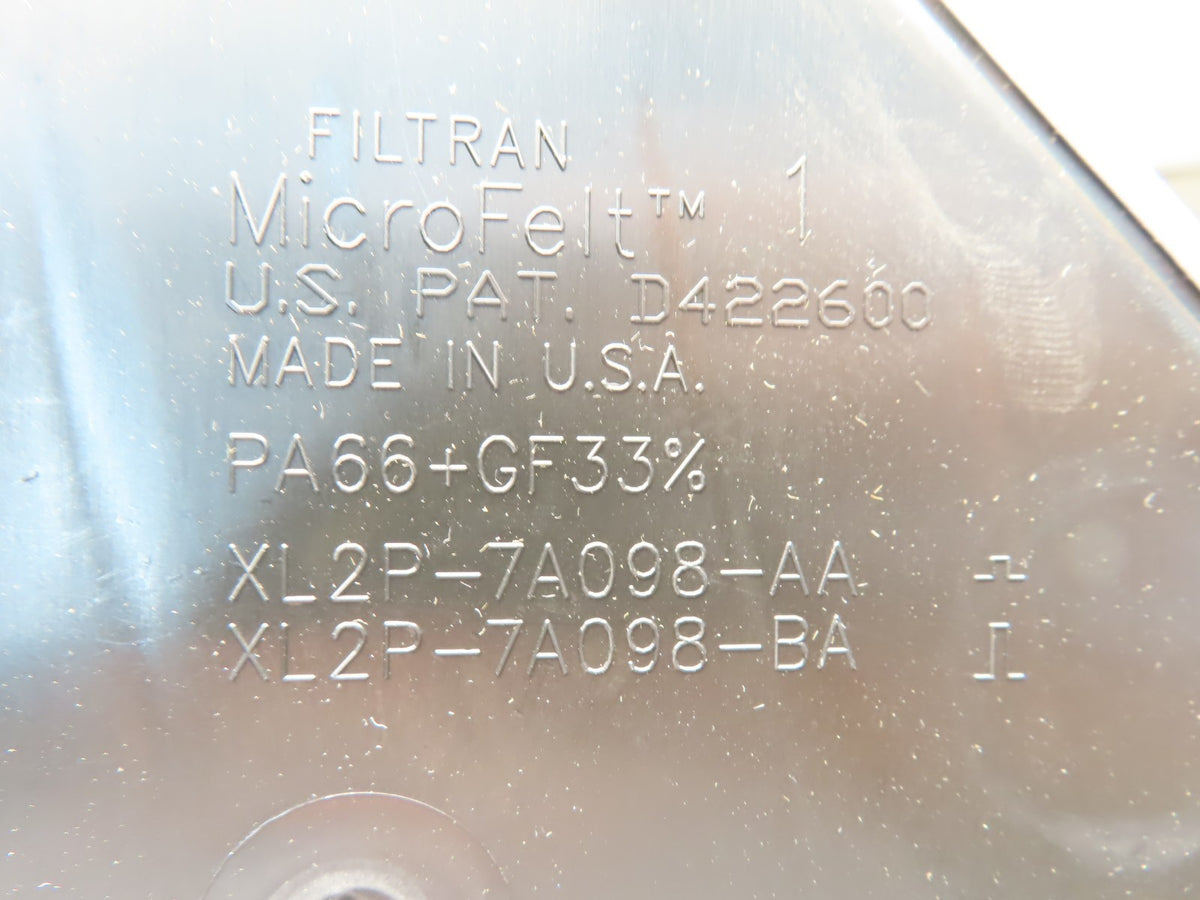 FILTRAN
MicroFelt™ 1
U.S. PAT. D422600
MADE IN U.S.A.
PA66+GF33%
XL2P-7A098-AA
XL2P-7A098-BA